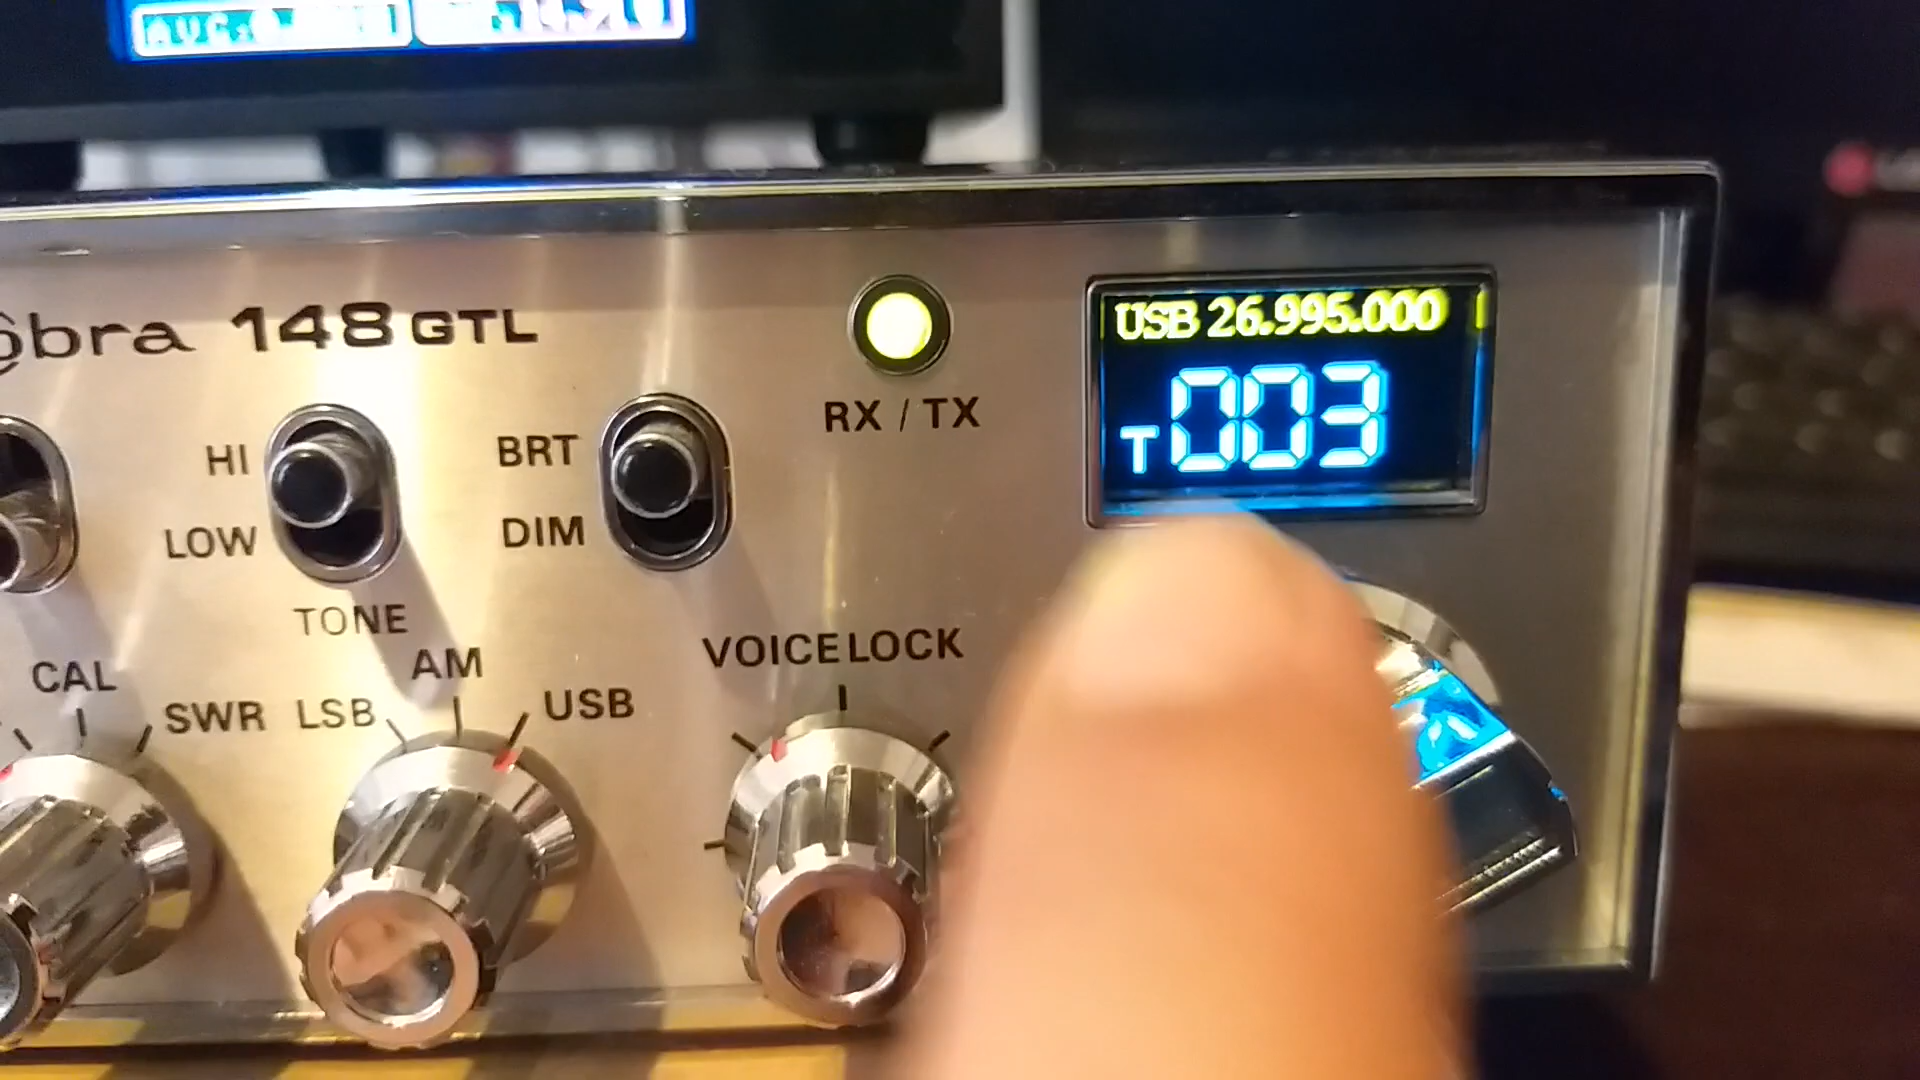 obra 148 GTL
USB 26.995.000
T003
RX / TX
HI
LOW
TONE
BRT
DIM
VOICE LOCK
CAL
SWR
LSB
AM
USB